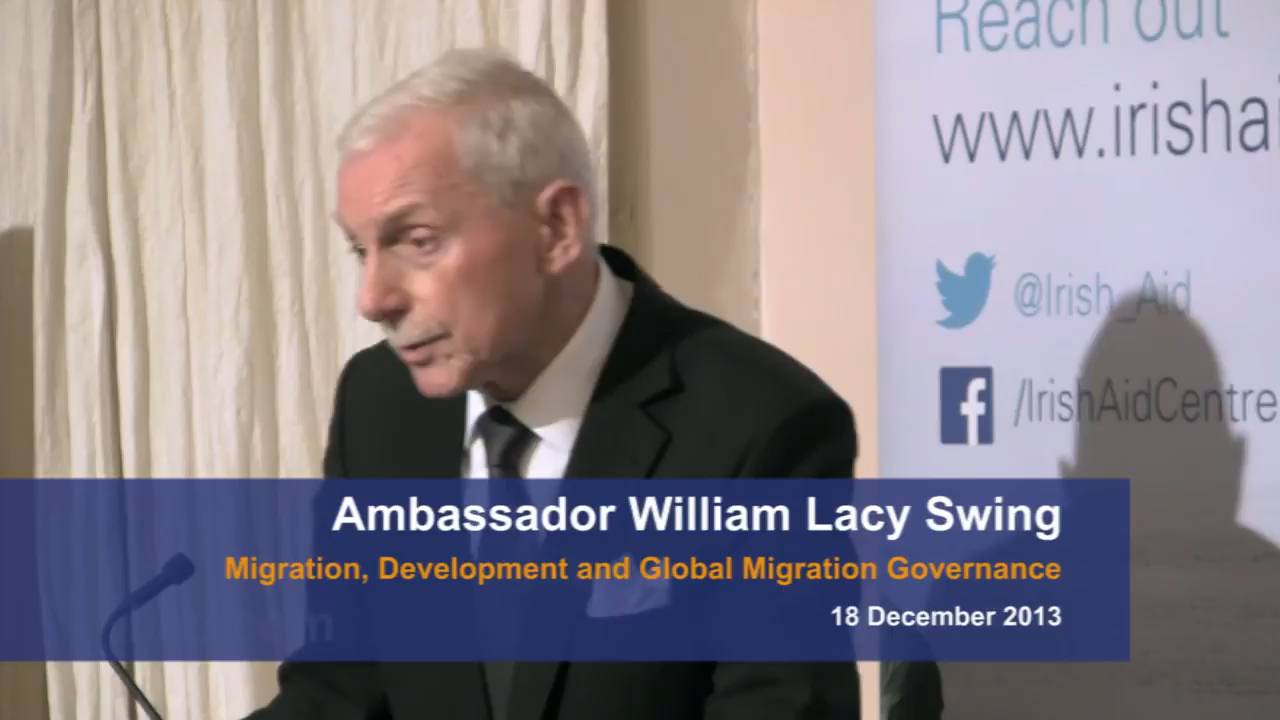 Reach out
www.irishai
@Irish_Aid
/IrishAidCentre
Ambassador William Lacy Swing
Migration, Development and Global Migration Governance
18 December 2013